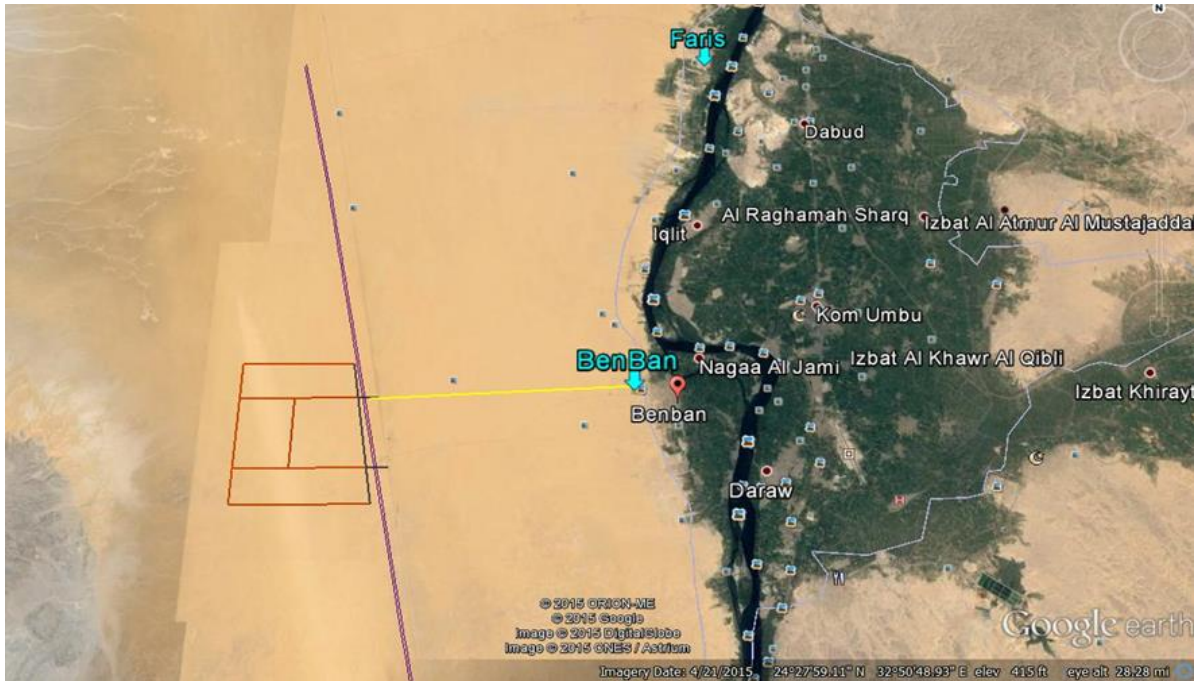 N
Faris
Dabud
Al Raghamah Sharq
Izbat Al Atmur Al Mustajadda
Iqlit
Kom Umbu
BenBan
Nagaa Al Jami
Izbat Al Khawr Al Qibli
Izbat Khirayt
Benban
Daraw
H
© 2015 ORION-ME
© 2015 Google
Image © 2015 DigitalGlobe
Image © 2015 CNES / Astrium
Google earth
Imagery Date: 4/21/2015 24°27'59.11" N 32°50'48.93" E elev 415 ft eye alt 28.28 mi